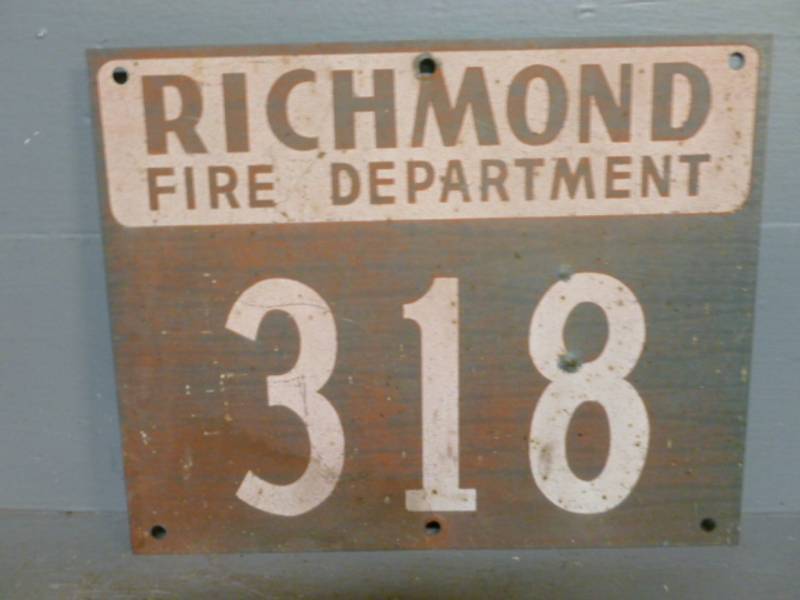 RICHMOND
FIRE DEPARTMENT
318